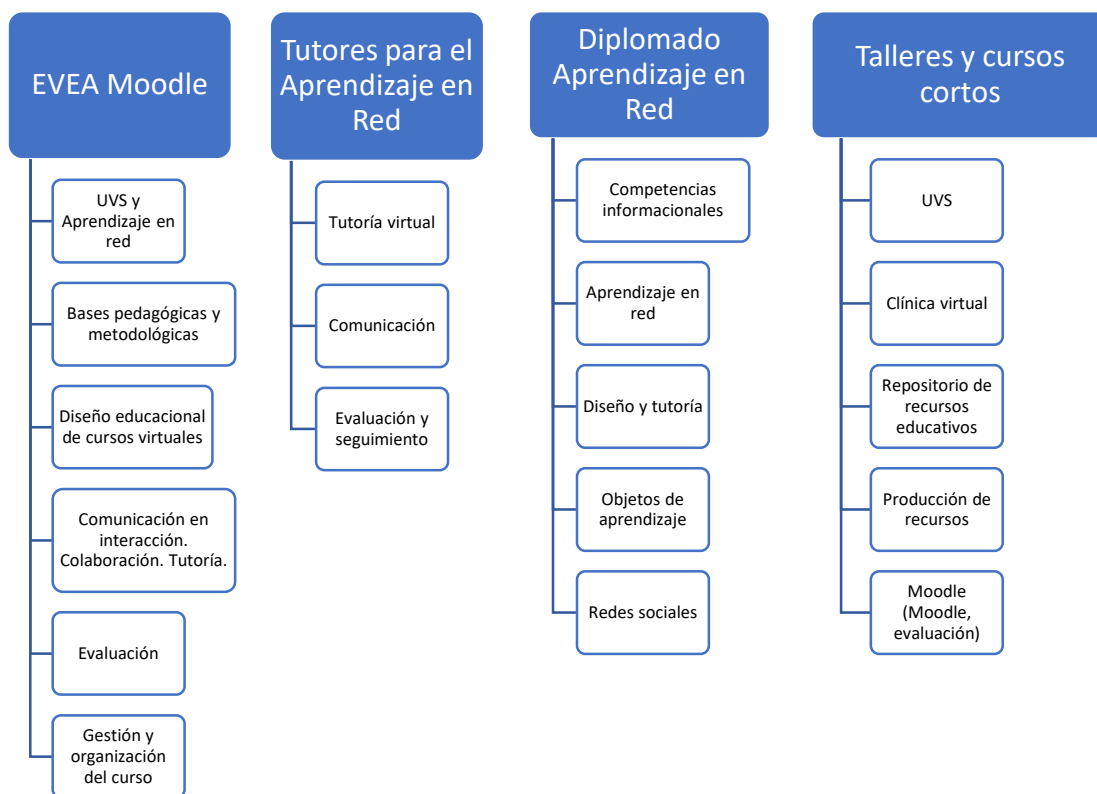 EVEA Moodle
UVS y
Aprendizaje en
red
Bases pedagógicas y
metodológicas
Diseño educacional
de cursos virtuales
Comunicación en
interacción.
Colaboración. Tutoría.
Evaluación
Gestión y
organización
del curso
Tutores para el
Aprendizaje en
Red
Tutoría virtual
Comunicación
Evaluación y
seguimiento
Diplomado
Aprendizaje en
Red
Competencias
informacionales
Aprendizaje en
red
Diseño y tutoría
Objetos de
aprendizaje
Redes sociales
Talleres y cursos
cortos
UVS
Clínica virtual
Repositorio de
recursos
educativos
Producción de
recursos
Moodle
(Moodle,
evaluación)